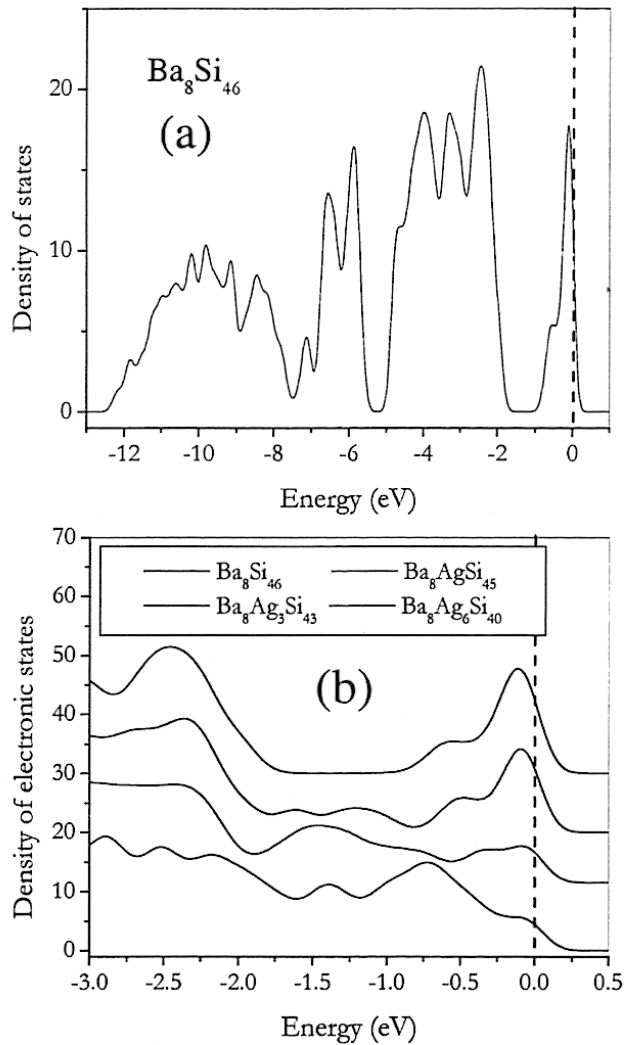 Ba₈Si₄₆
(a)
Density of states
20
10
0
-12 -10 -8 -6 -4 -2 0
Energy (eV)
Ba₈Si₄₆ Ba₈AgSi₄₅
Ba₈Ag₃Si₄₃ Ba₈Ag₆Si₄₀
(b)
Density of electronic states
70
60
50
40
30
20
10
0
-3.0 -2.5 -2.0 -1.5 -1.0 -0.5 0.0 0.5
Energy (eV)